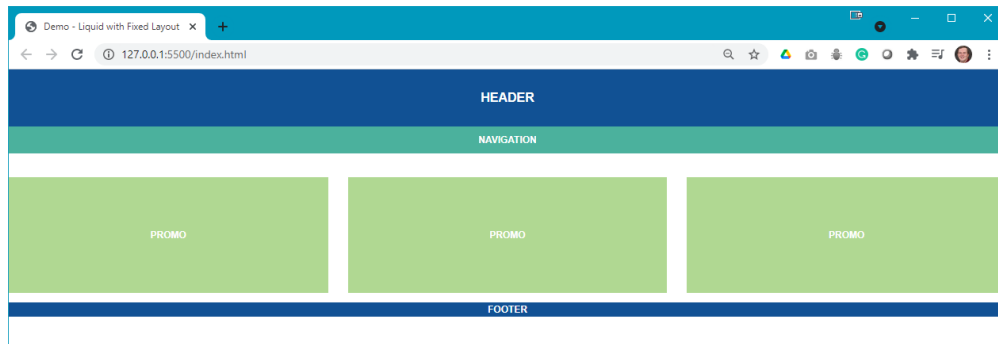 Demo - Liquid with Fixed Layout
127.0.0.1:5500/index.html
HEADER
NAVIGATION
PROMO PROMO PROMO
FOOTER